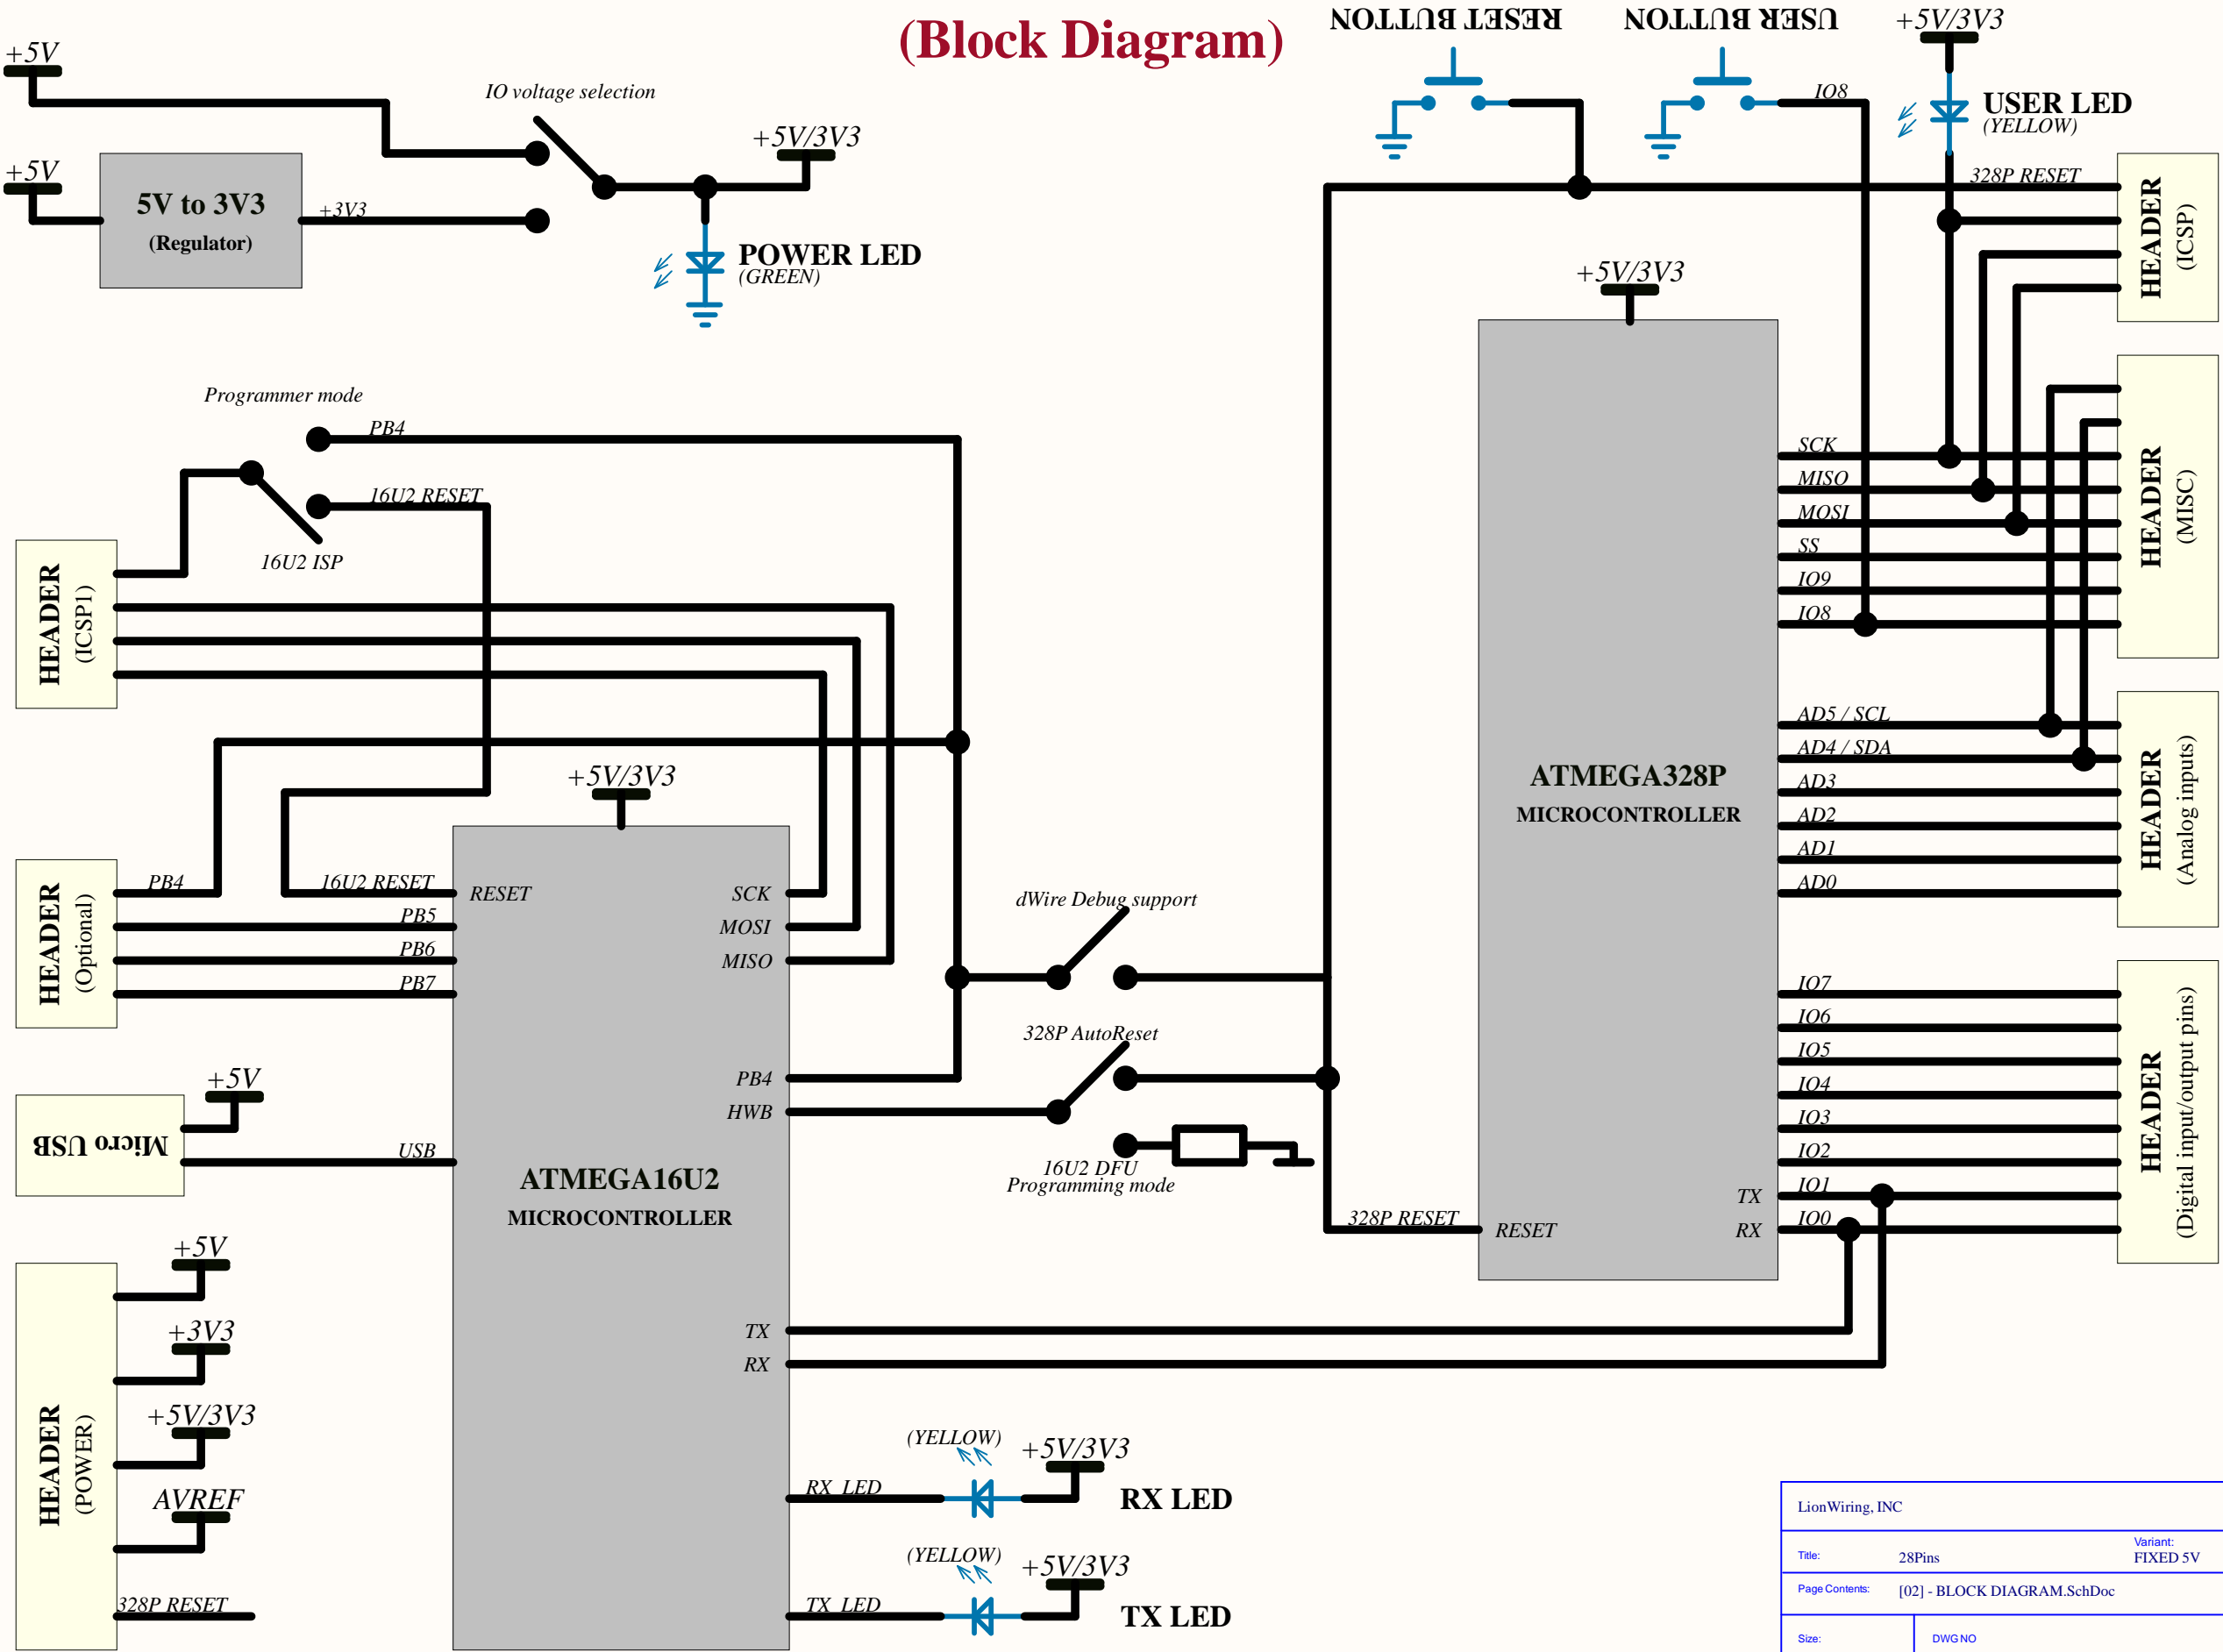 (Block Diagram)
RESET BUTTON
USER BUTTON
+5V/3V3
+5V
IO voltage selection
IO8
USER LED
(YELLOW)
+5V/3V3
+5V
5V to 3V3
(Regulator)
+3V3
POWER LED
(GREEN)
328P RESET
HEADER
(ICSP)
+5V/3V3
Programmer mode
PB4
16U2 RESET
16U2 ISP
HEADER
(ICSP1)
SCK
MISO
MOSI
SS
IO9
IO8
HEADER
(MISC)
AD5 / SCL
AD4 / SDA
AD3
AD2
AD1
AD0
HEADER
(Analog inputs)
ATMEGA328P
MICROCONTROLLER
+5V/3V3
HEADER
(Optional)
PB4
16U2 RESET
PB5
PB6
PB7
RESET
SCK
MOSI
MISO
dWire Debug support
328P AutoReset
PB4
HWB
16U2 DFU
Programming mode
IO7
IO6
IO5
IO4
IO3
IO2
TX
IO1
RX
IO0
HEADER
(Digital input/output pins)
+5V
Micro USB
USB
ATMEGA16U2
MICROCONTROLLER
328P RESET
RESET
HEADER
(POWER)
+5V
+3V3
+5V/3V3
AVREF
328P RESET
TX
RX
(YELLOW)
+5V/3V3
RX_LED
RX LED
(YELLOW)
+5V/3V3
TX_LED
TX LED
LionWiring, INC
Title: 28Pins
Variant:
FIXED 5V
Page Contents: [02] - BLOCK DIAGRAM.SchDoc
Size: DWG NO